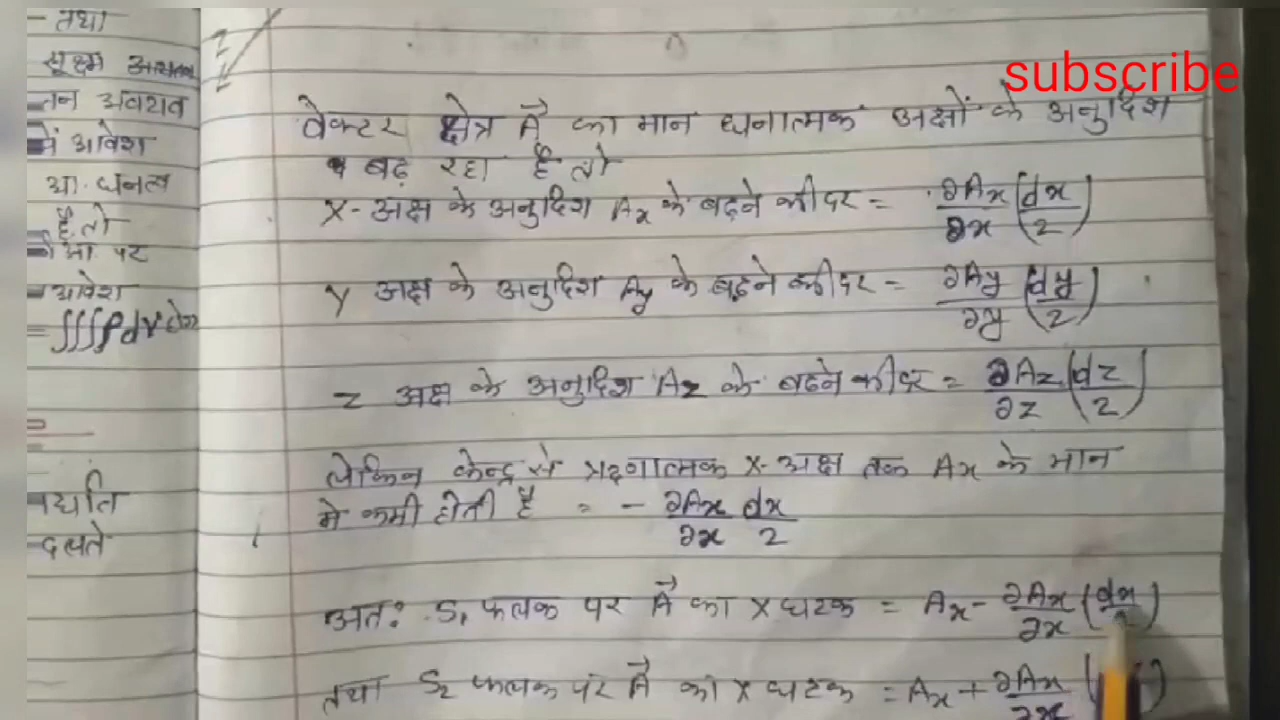 subscribe
तथा
सूक्ष्म
तन अवयव
में आवेश
आ. घनत्व
है. तो
आ. पर
आवेश
= ∭ρdv होगा
वेक्टर क्षेत्र A⃗ का मान धनात्मक अक्षों के अनुदिश
बढ़ रहा है तो
X- अक्ष के अनुदिश Ax के बढ़ने की दर = ∂Ax/∂x (dx/2)
Y अक्ष के अनुदिश Ay के बढ़ने की दर = ∂Ay/∂y (dy/2)
Z अक्ष के अनुदिश Az के बढने की दर = ∂Az/∂z (dz/2)
लेकिन केन्द्र से ऋणात्मक X- अक्ष तक Ax के मान
मे कमी होती है = - ∂Ax/∂x dx/2
अतः S₁ फलक पर A⃗ का X घटक = Ax - ∂Ax/∂x (dx/
तथा S₂ फलक पर A⃗ का X घटक = Ax + ∂Ax/∂x (